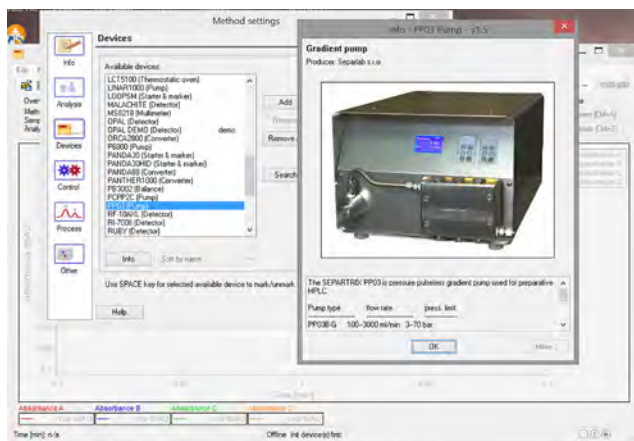 Method settings
Info - PP03 Pump - v1.5
Devices
Info
Analysis
Devices
Control
Process
Other
Available devices:
LCT5100 (Thermostatic oven)
LINAR1000 (Pump)
LOOPSM (Starter & marker)
MALACHITE (Detector)
MS8218 (Multimeter)
OPAL (Detector)
OPAL DEMO (Detector) demo
ORCA2800 (Converter)
P6000 (Pump)
PANDA30 (Starter & marker)
PANDA30HID (Starter & marker)
PANDA80 (Converter)
PANTHER1000 (Converter)
PB3002 (Balance)
PCPP2C (Pump)
PP03 (Pump)
RF-10AXL (Detector)
RI-700II (Detector)
RUBY (Detector)
Add
Remove
Search
Info
Sort by name
Use SPACE key for selected available device to mark/unmark
Help
Gradient pump
Producer: Separlab s.r.o.
The SEPARTRIX PP03 is pressure pulseless gradient pump used for preparative
HPLC.
Pump type flow rate press. limit
PP03B-G 100-3000 ml/min 3-70 bar
OK
More
Absorbance A Absorbance B Absorbance C
Time [min]: n/a
Offline Init device(s) first